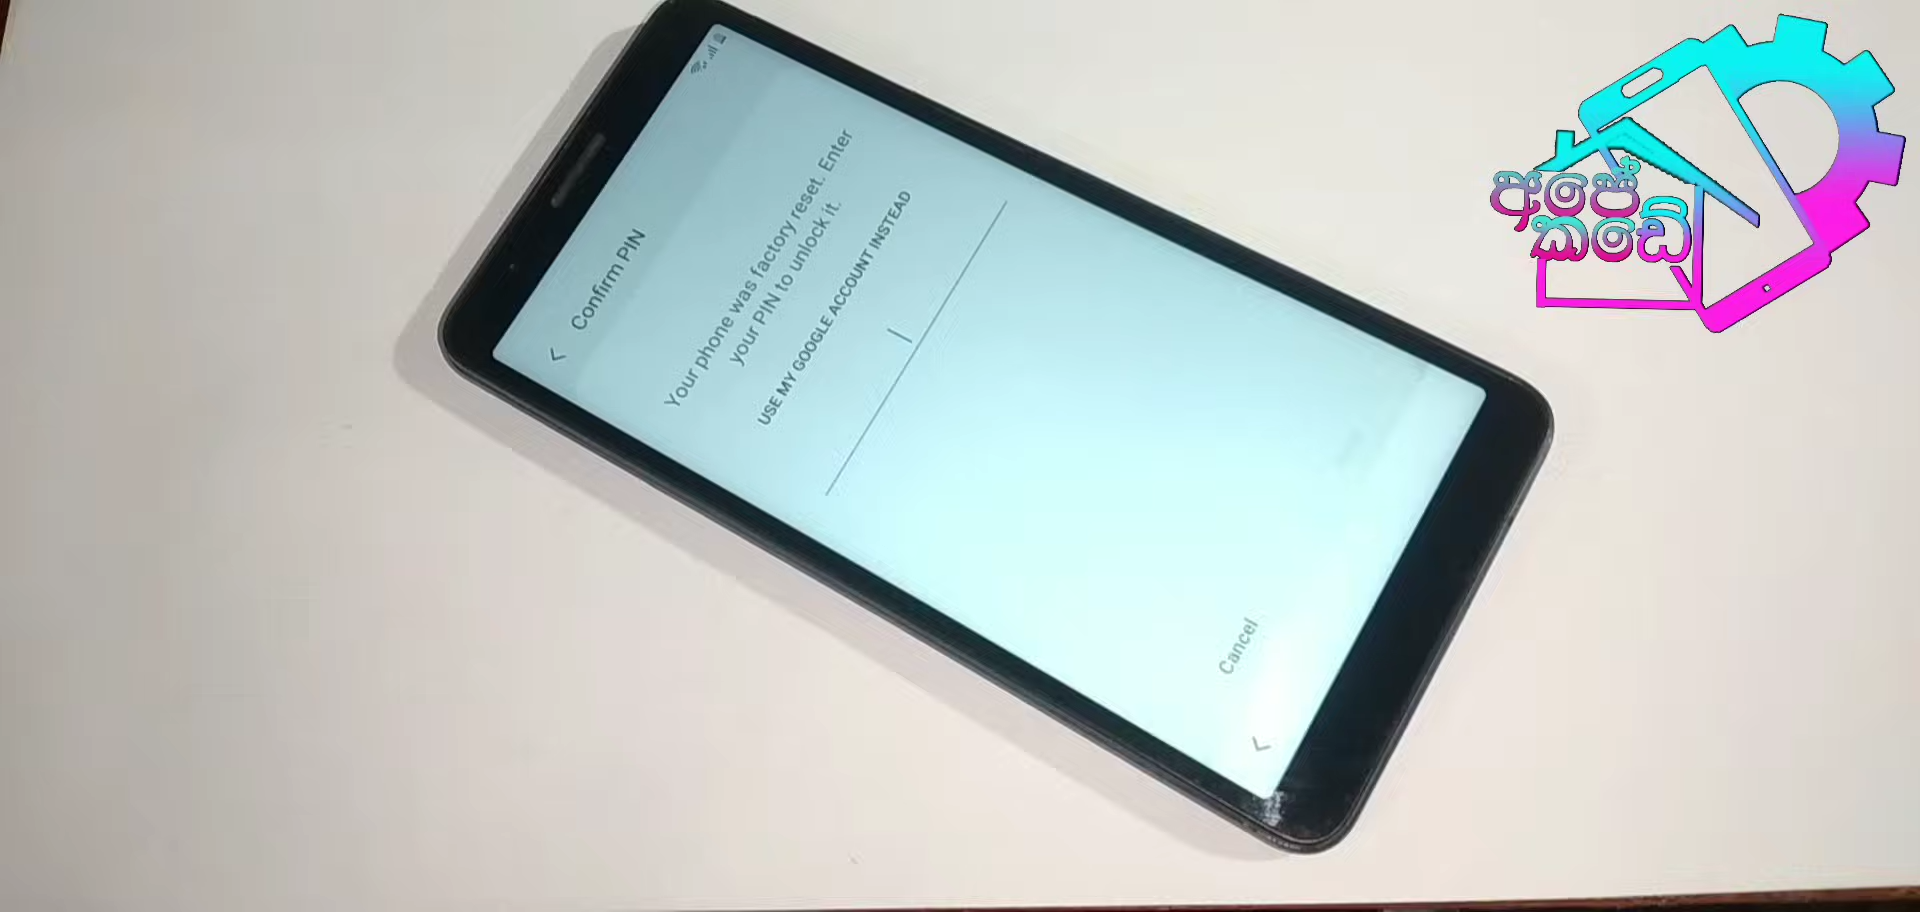 Confirm PIN
Your phone was factory reset. Enter
your PIN to unlock it.
USE MY GOOGLE ACCOUNT INSTEAD
Cancel
අපේ
කඩේ